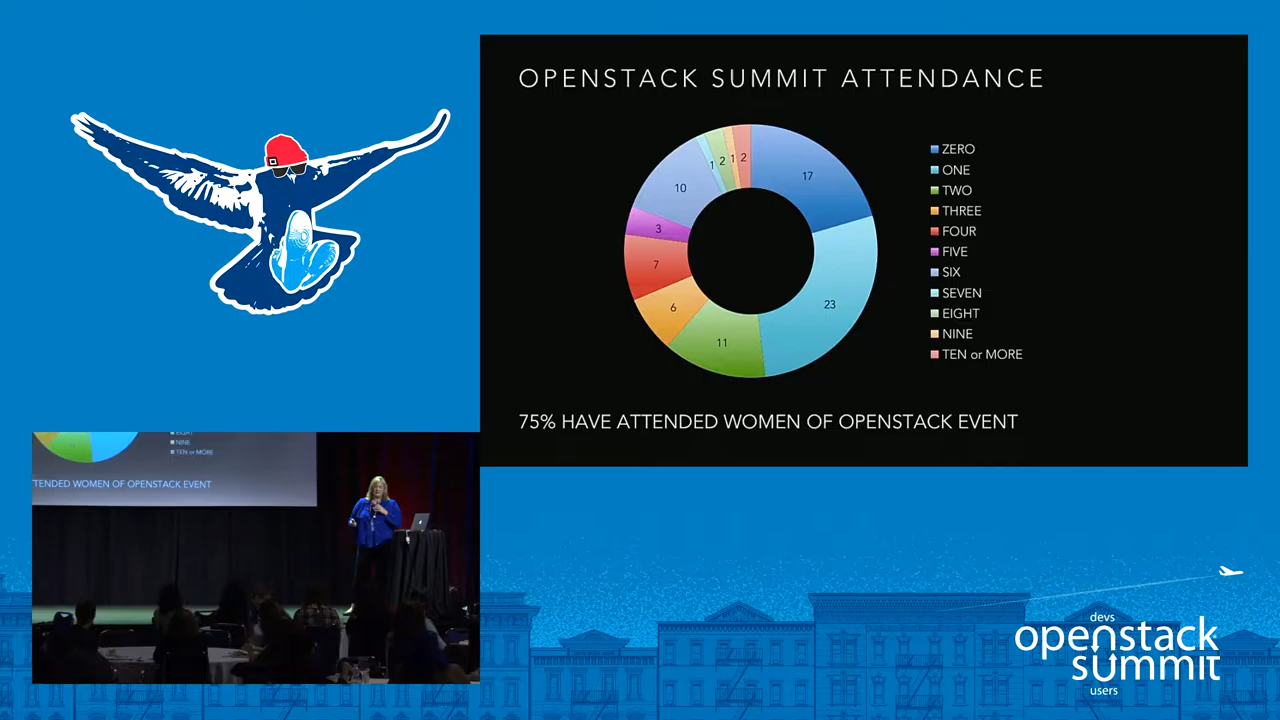 OPENSTACK SUMMIT ATTENDANCE
17
23
11
6
7
3
10
1
2
1
2
ZERO
ONE
TWO
THREE
FOUR
FIVE
SIX
SEVEN
EIGHT
NINE
TEN or MORE
75% HAVE ATTENDED WOMEN OF OPENSTACK EVENT
EIGHT
NINE
TEN or MORE
TENDED WOMEN OF OPENSTACK EVENT
devs
openstack
summit
users